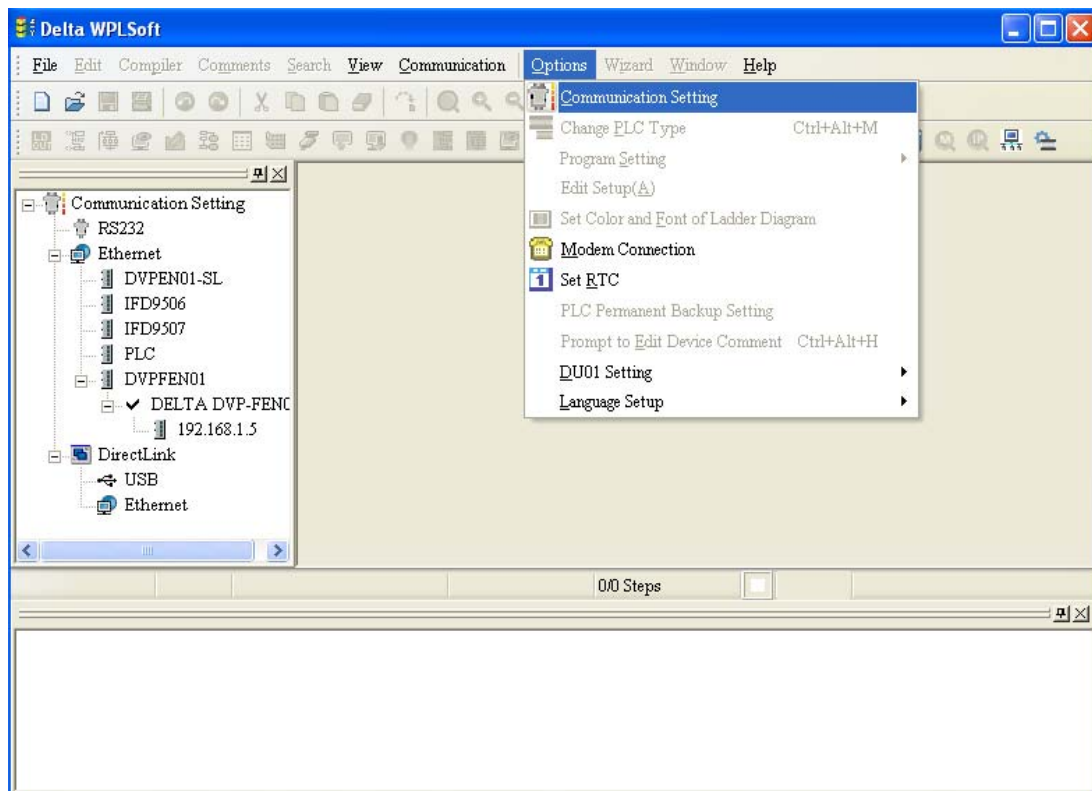 Delta WPLSoft
File Edit Compiler Comments Search View Communication Options Wizard Window Help
Communication Setting
Change PLC Type Ctrl+Alt+M
Program Setting
Edit Setup(A)
Set Color and Font of Ladder Diagram
Modem Connection
1 Set RTC
PLC Permanent Backup Setting
Prompt to Edit Device Comment Ctrl+Alt+H
DU01 Setting
Language Setup
Communication Setting
RS232
Ethernet
DVPEN01-SL
IFD9506
IFD9507
PLC
DVPFEN01
DELTA DVP-FEN0
192.168.1.5
DirectLink
USB
Ethernet
0/0 Steps